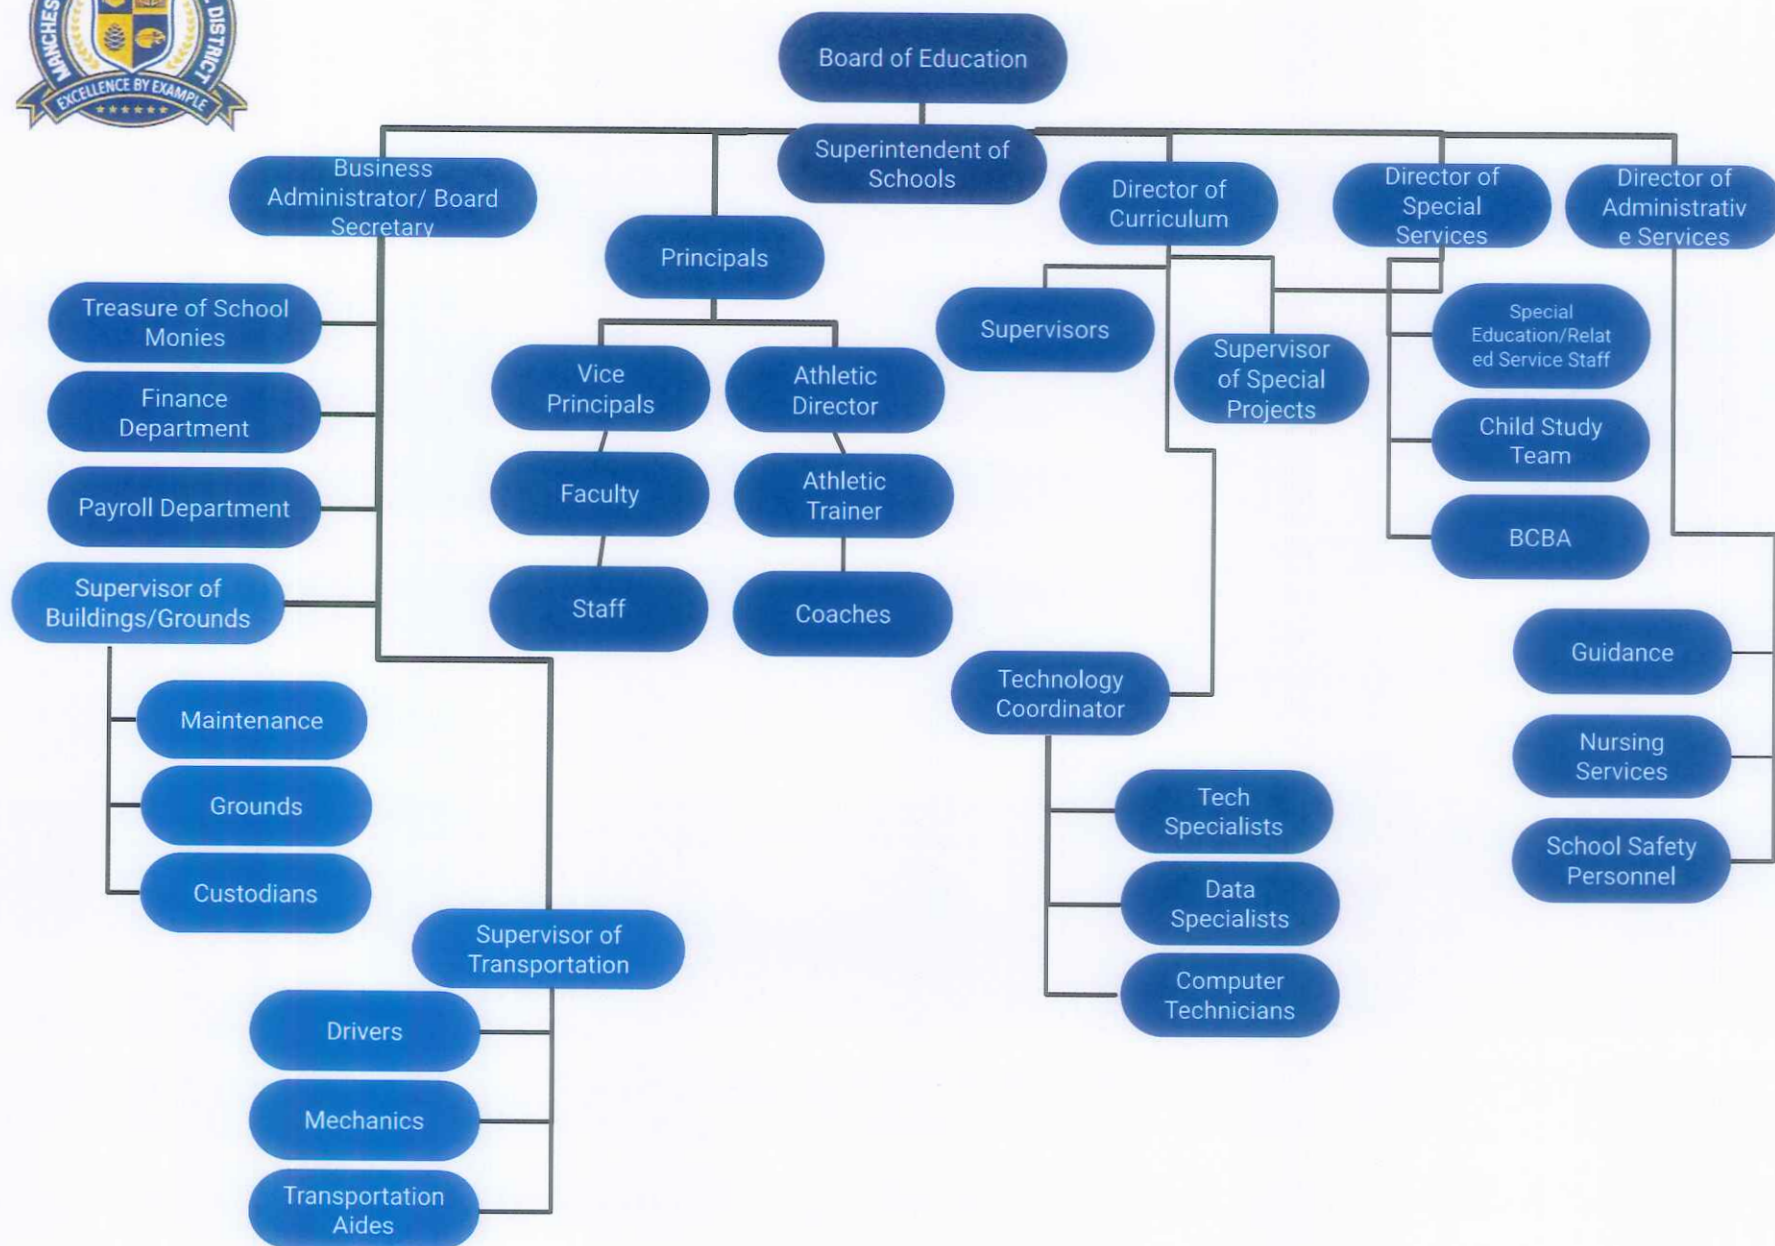 MANCHES
L DISTRICT
EXCELLENCE BY EXAMPLE
Board of Education
Superintendent of
Schools
Business
Administrator/ Board
Secretary
Principals
Director of
Curriculum
Director of
Special
Services
Director of
Administrativ
e Services
Treasure of School
Monies
Finance
Department
Payroll Department
Supervisor of
Buildings/Grounds
Maintenance
Grounds
Custodians
Supervisor of
Transportation
Drivers
Mechanics
Transportation
Aides
Vice
Principals
Faculty
Staff
Athletic
Director
Athletic
Trainer
Coaches
Supervisors
Supervisor
of Special
Projects
Technology
Coordinator
Tech
Specialists
Data
Specialists
Computer
Technicians
Special
Education/Relat
ed Service Staff
Child Study
Team
BCBA
Guidance
Nursing
Services
School Safety
Personnel